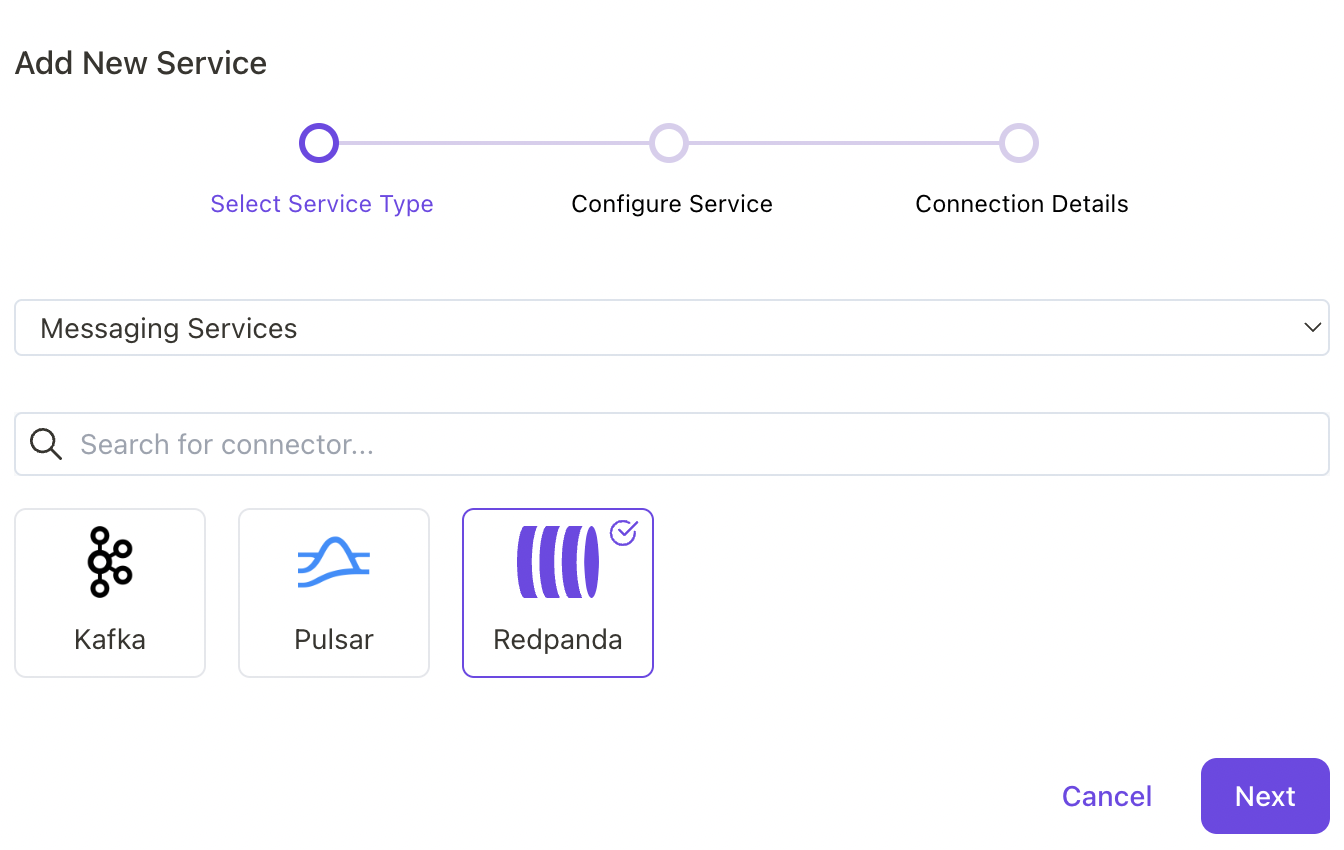 Add New Service
Select Service Type
Configure Service
Connection Details
Messaging Services
Search for connector...
Kafka
Pulsar
Redpanda
Cancel
Next